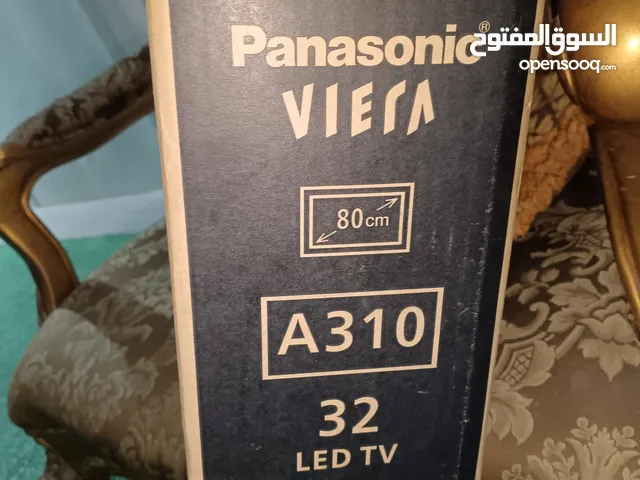 Panasonic®
السوق المفتوح
opensooq.com
VIERA
80cm
A310
32
LED TV